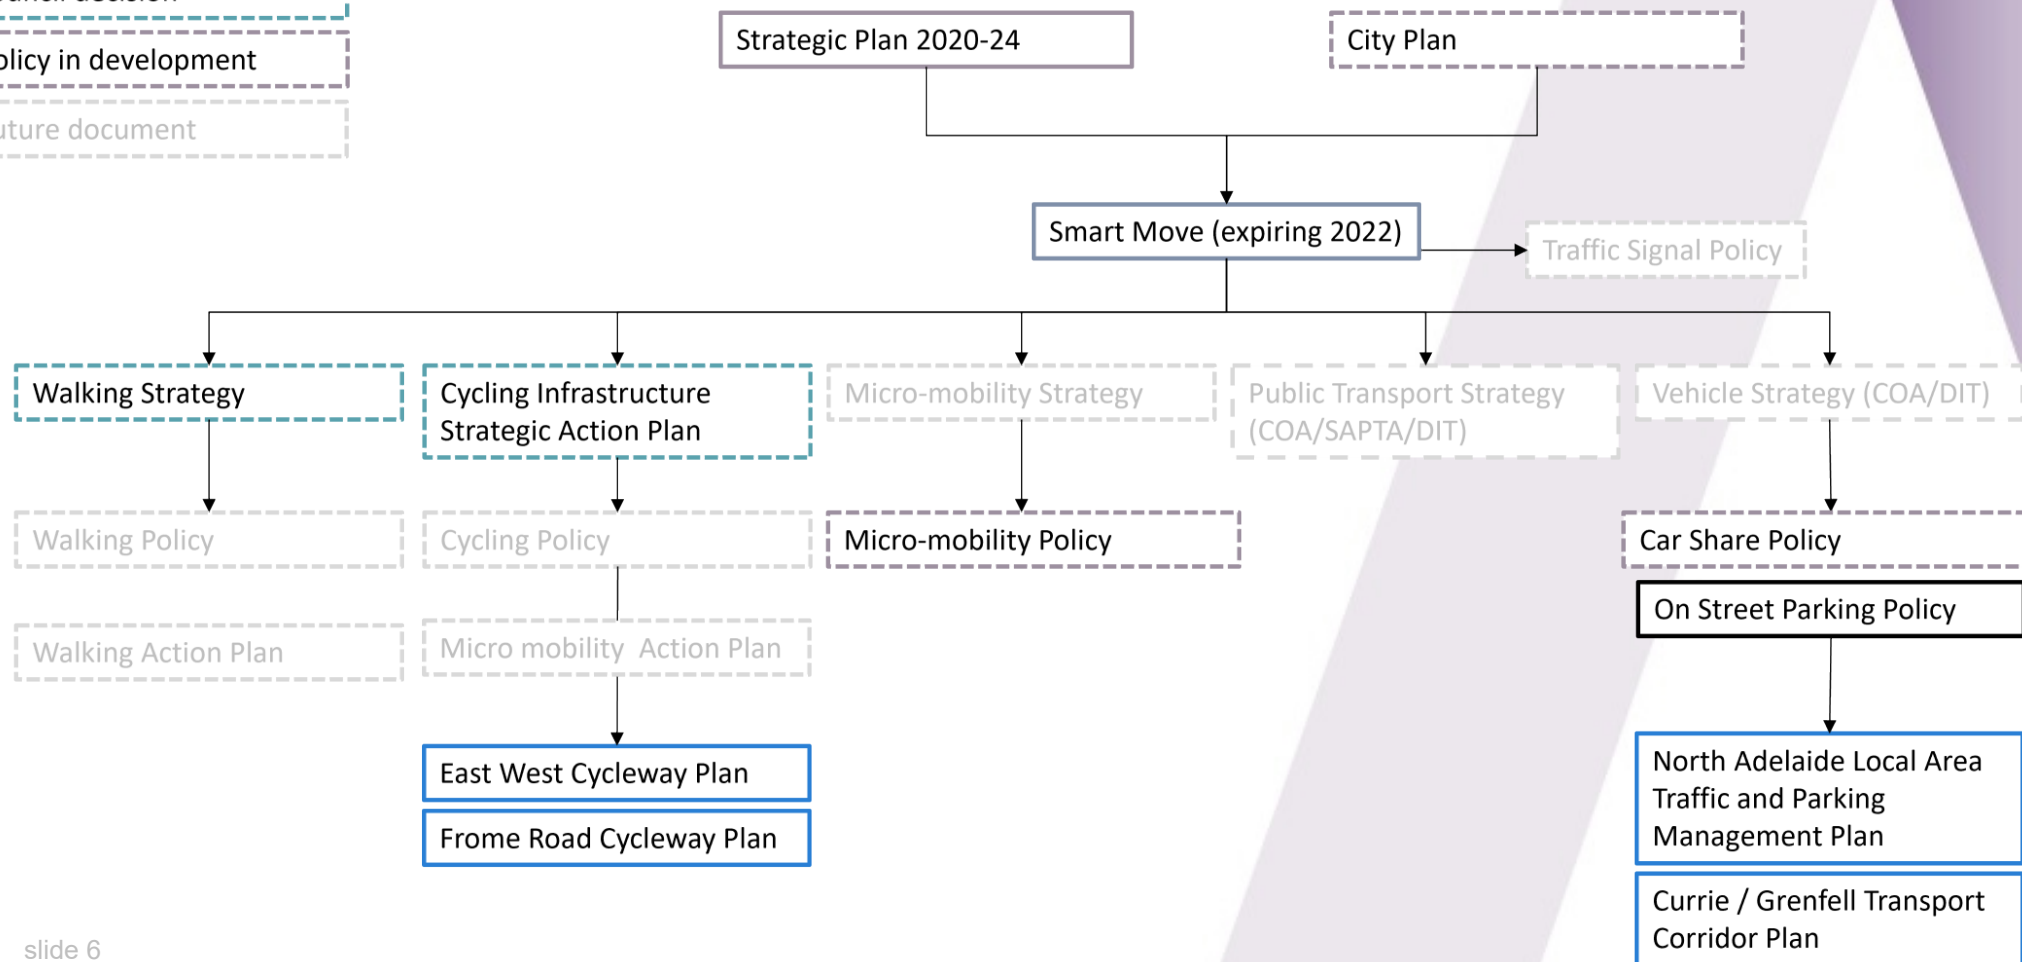 decision
Strategic Plan 2020-24
City Plan
olicy in development
uture document
Smart Move (expiring 2022)
Traffic Signal Policy
Walking Strategy
Cycling Infrastructure
Strategic Action Plan
Micro-mobility Strategy
Public Transport Strategy
(COA/SAPTA/DIT)
Vehicle Strategy (COA/DIT)
Walking Policy
Cycling Policy
Micro-mobility Policy
Car Share Policy
On Street Parking Policy
Walking Action Plan
Micro mobility  Action Plan
East West Cycleway Plan
Frome Road Cycleway Plan
North Adelaide Local Area
Traffic and Parking
Management Plan
Currie / Grenfell Transport
Corridor Plan
slide 6